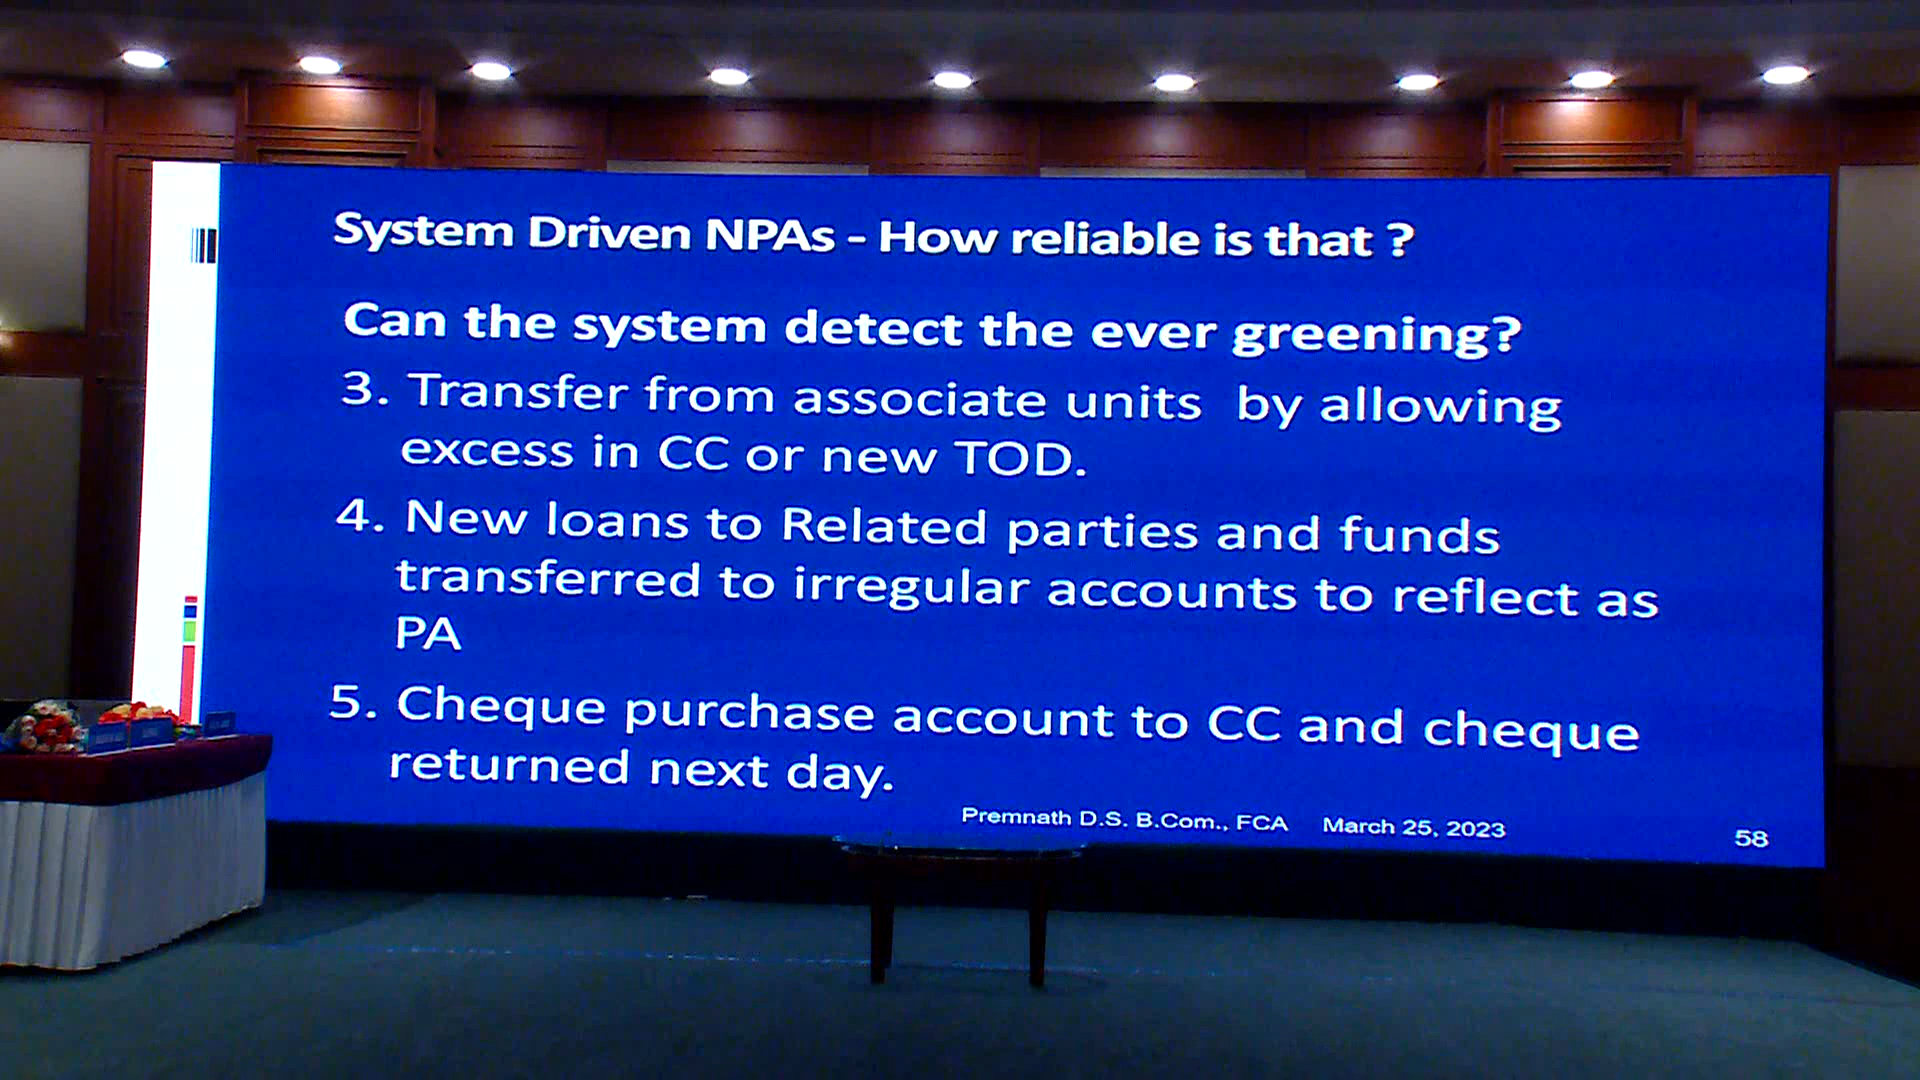 System Driven NPAs - How reliable is that ?
Can the system detect the ever greening?
3. Transfer from associate units by allowing
excess in CC or new TOD.
4. New loans to Related parties and funds
transferred to irregular accounts to reflect as
PA
5. Cheque purchase account to CC and cheque
returned next day.
Premnath D.S. B.Com., FCA March 25, 2023
58